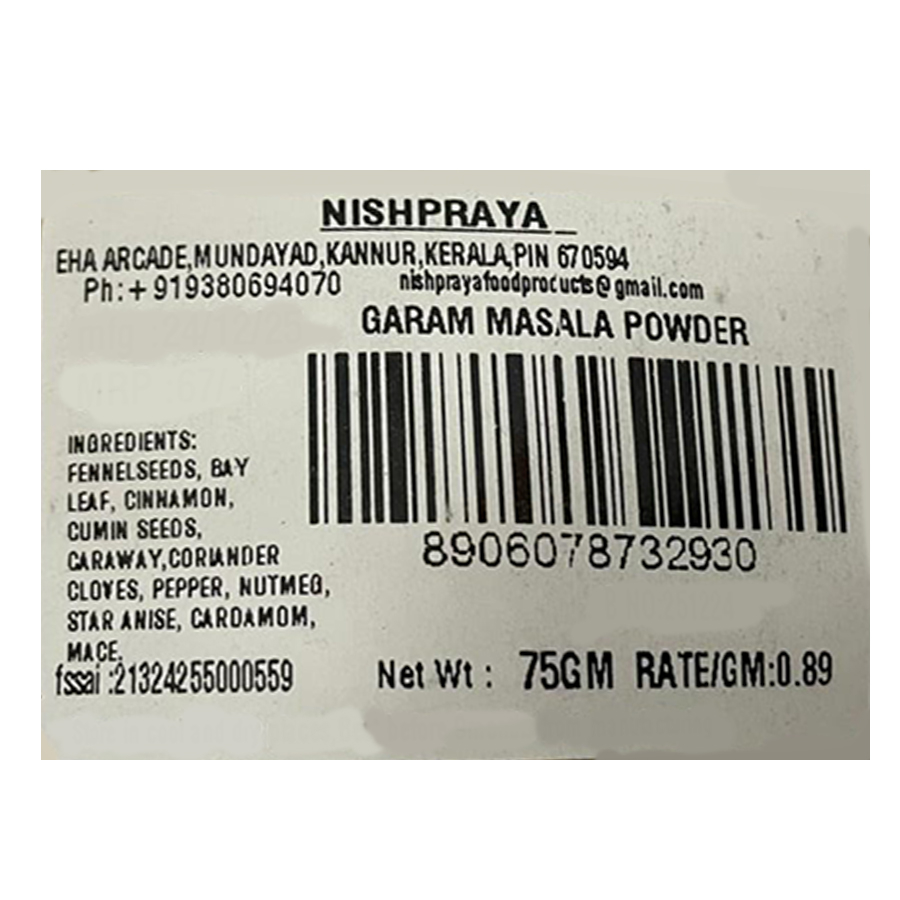 NISHPRAYA
EHA ARCADE,MUNDAYAD,KANNUR,KERALA,PIN 670594
Ph:+919380694070 nishprayafoodproducts@gmail.com
GARAM MASALA POWDER
INGREDIENTS:
FENNELSEEDS, BAY
LEAF, CINNAMON,
CUMIN SEEDS,
CARAWAY,CORIANDER
CLOVES, PEPPER, NUTMEG,
STAR ANISE, CARDAMOM,
MACE.
8906078732930
fssai :21324255000559
Net Wt : 75GM RATE/GM:0.89